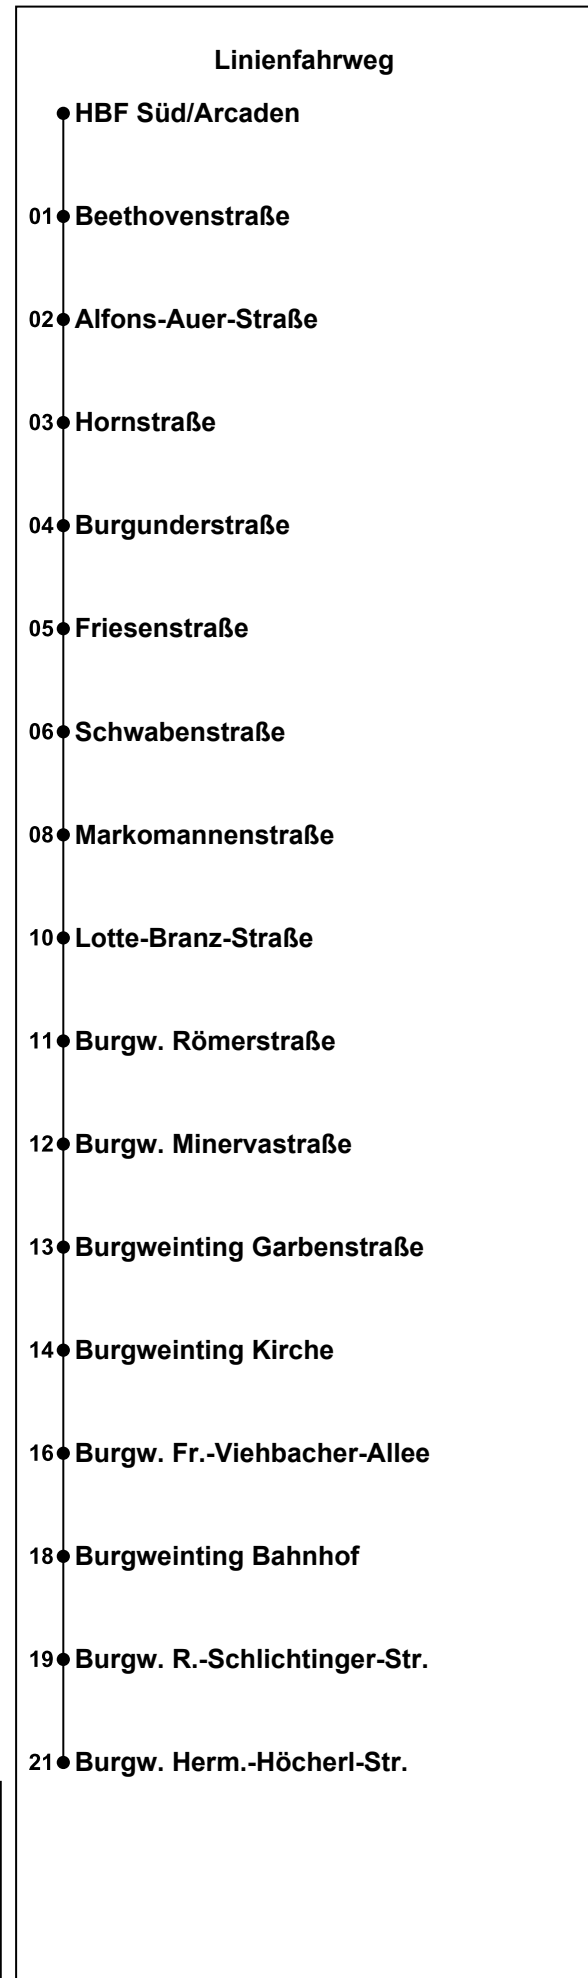 Linienfahrweg
HBF Süd/Arcaden
01 Beethovenstraße
02 Alfons-Auer-Straße
03 Hornstraße
04 Burgunderstraße
05 Friesenstraße
06 Schwabenstraße
08 Markomannenstraße
10 Lotte-Branz-Straße
11 Burgw. Römerstraße
12 Burgw. Minervastraße
13 Burgweinting Garbenstraße
14 Burgweinting Kirche
16 Burgw. Fr.-Viehbacher-Allee
18 Burgweinting Bahnhof
19 Burgw. R.-Schlichtinger-Str.
21 Burgw. Herm.-Höcherl-Str.